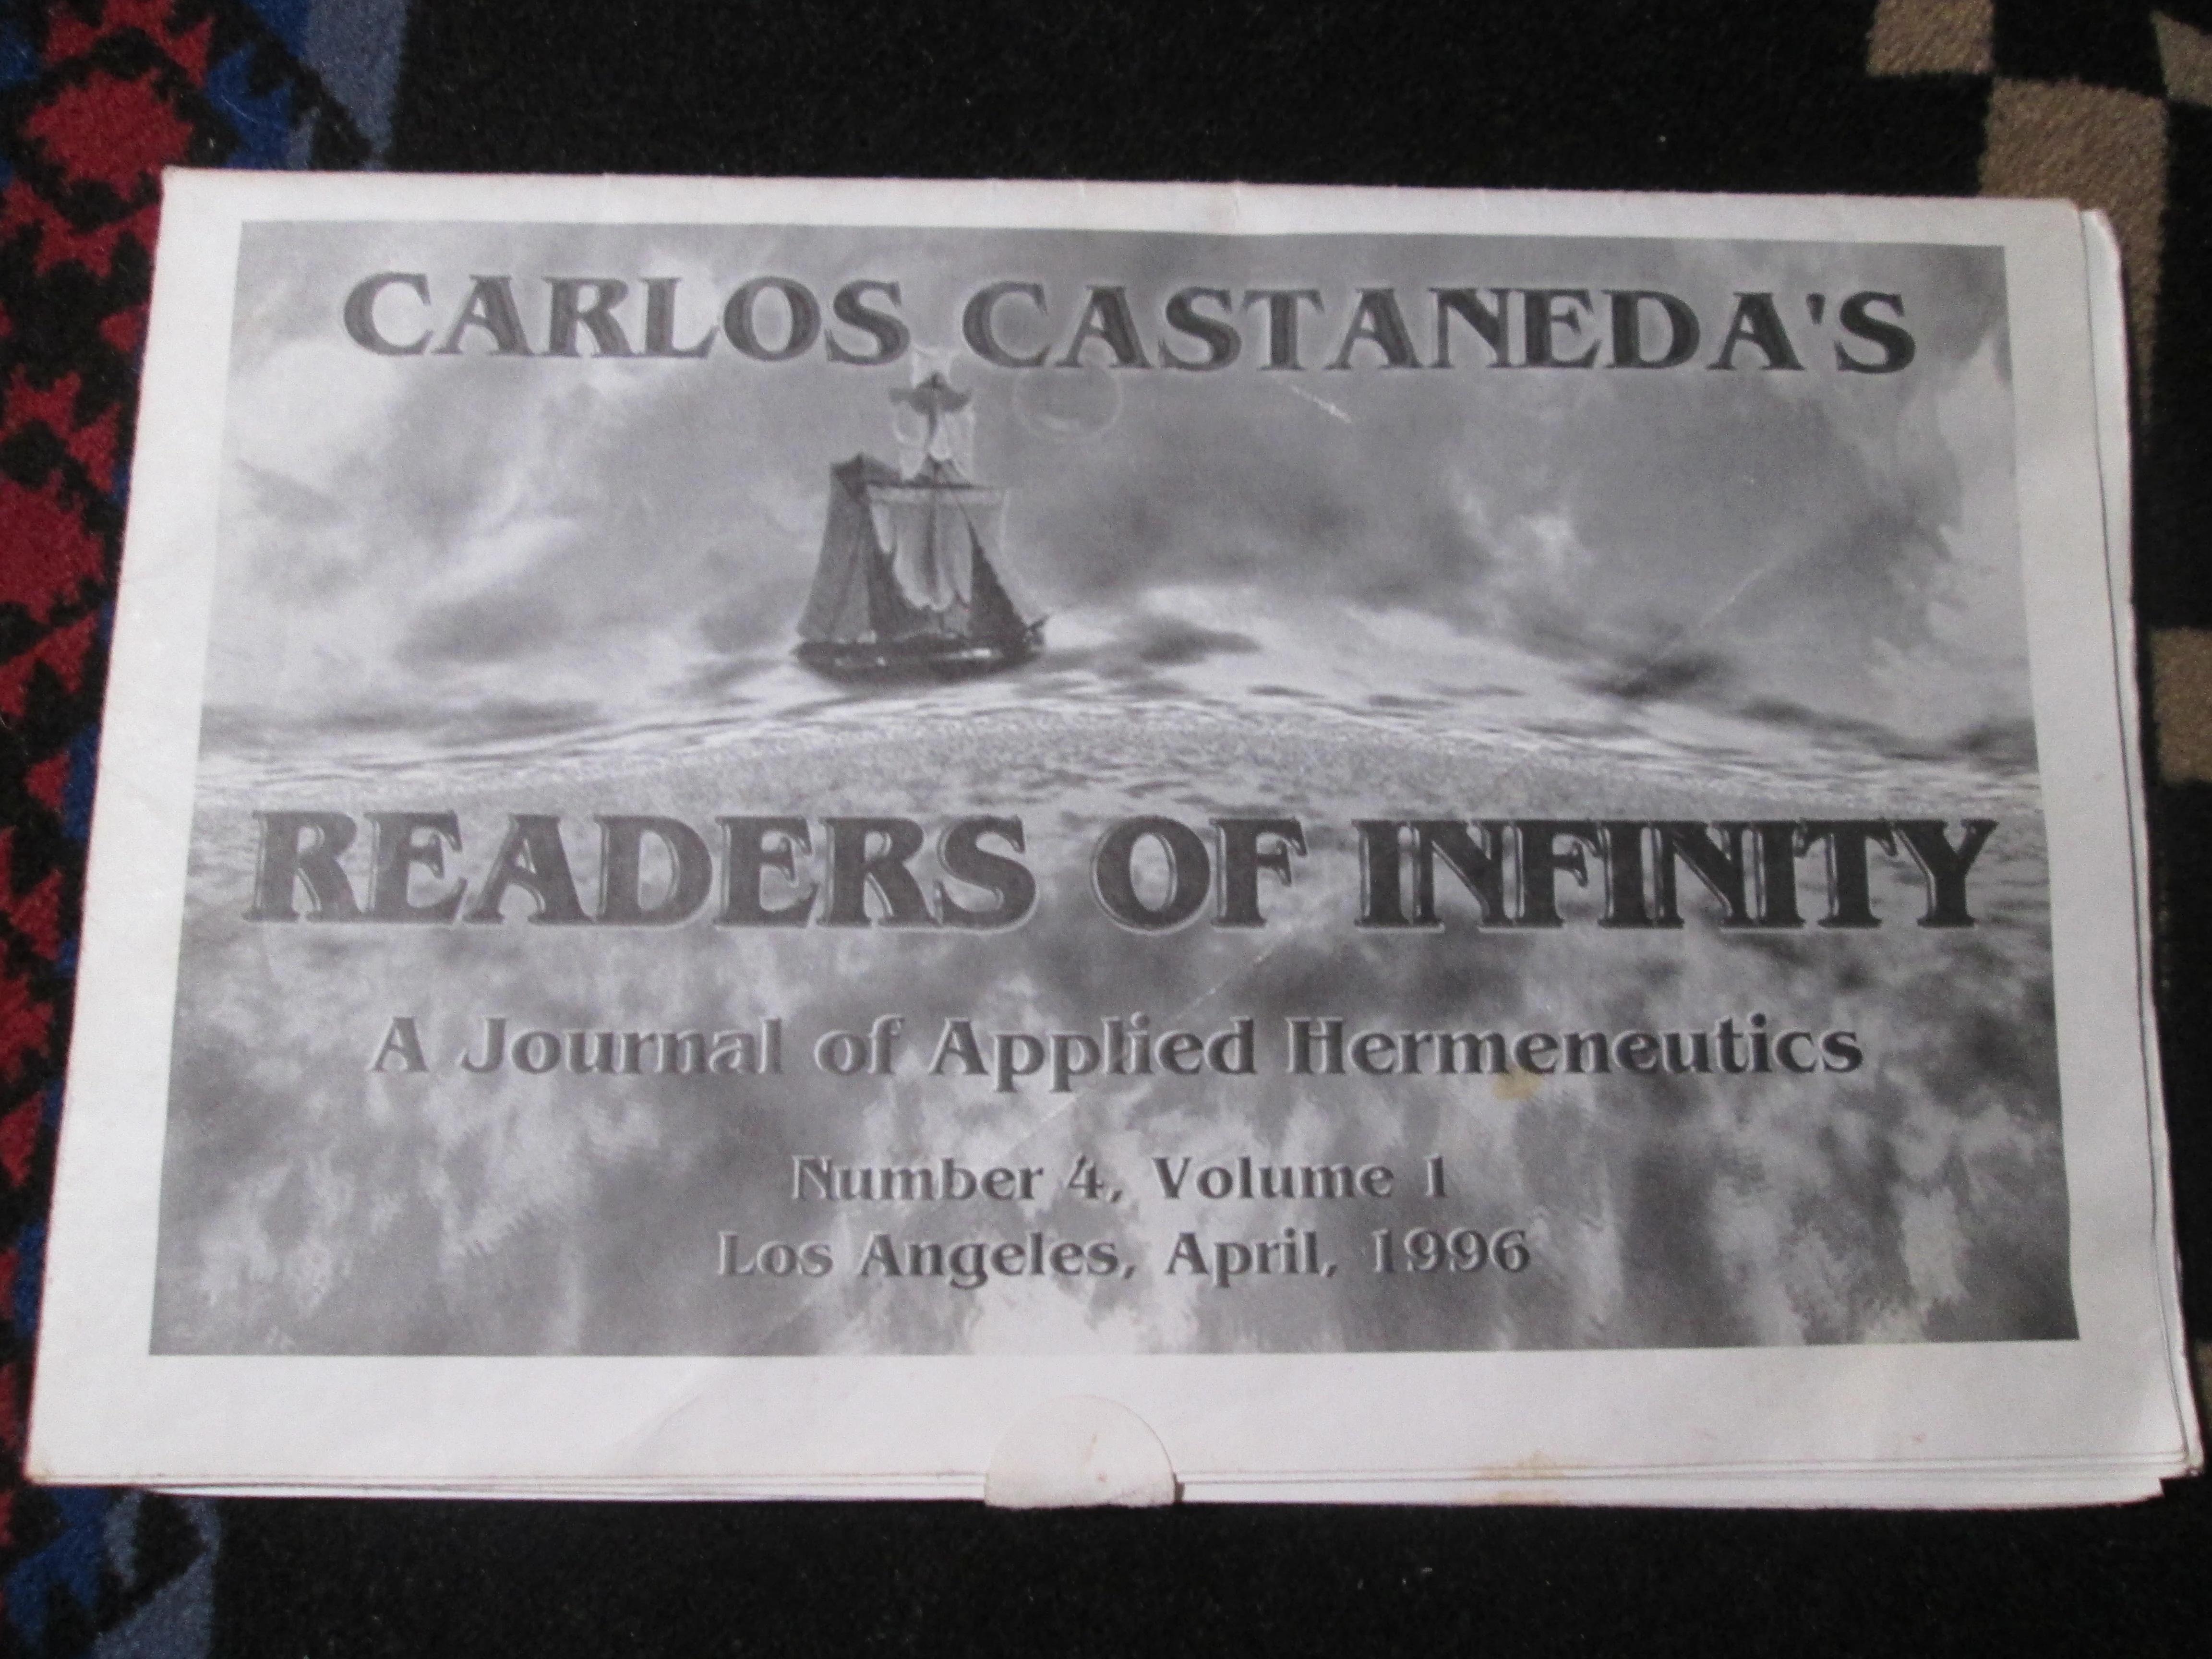 CARLOS CASTANEDA'S
READERS OF INFINITY
A Journal of Applied Hermeneutics
Number 4, Volume 1
Los Angeles, April, 1996